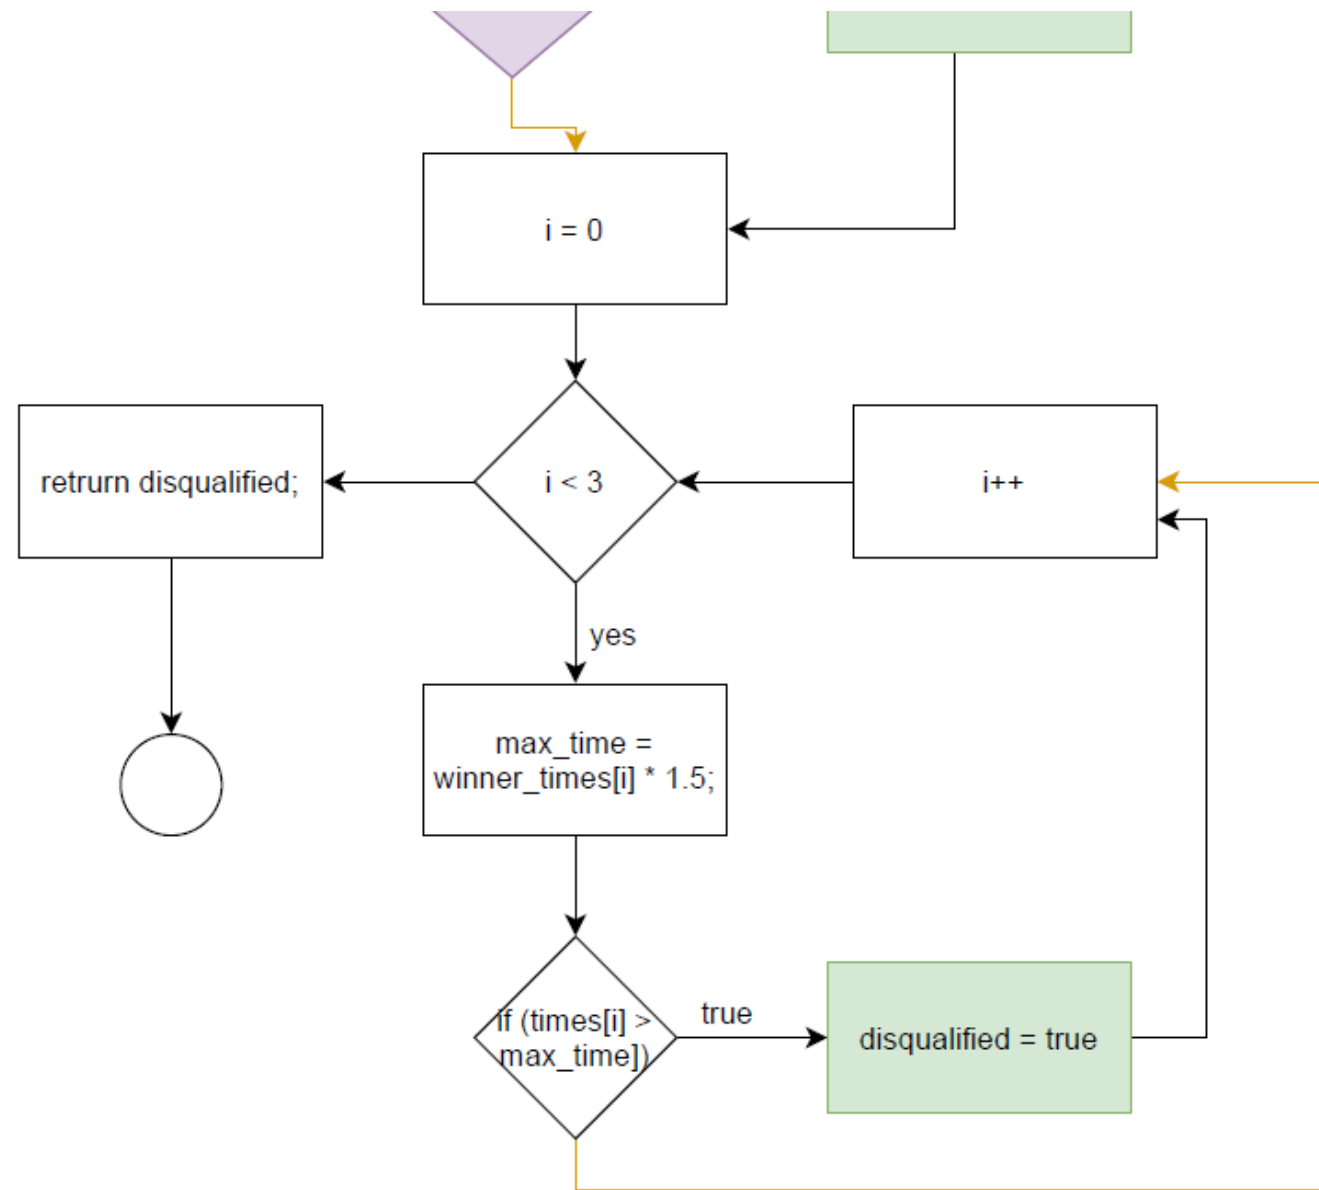 i = 0
retrurn disqualified;
i < 3
i++
yes
max_time =
winner_times[i] * 1.5;
if (times[i] >
max_time])
true
disqualified = true